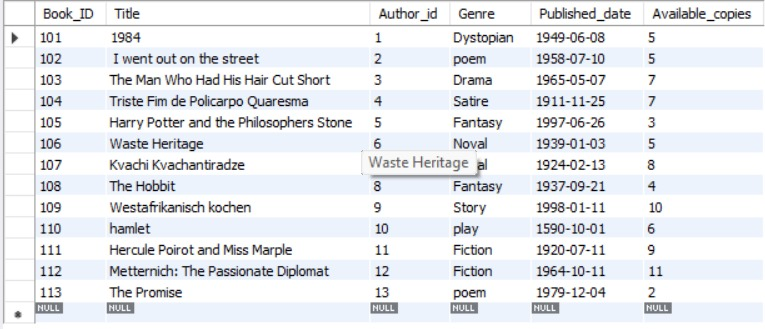 Book_ID Title Author_id Genre Published_date Available_copies
101 1984 1 Dystopian 1949-06-08 5
102 I went out on the street 2 poem 1958-07-10 5
103 The Man Who Had His Hair Cut Short 3 Drama 1965-05-07 7
104 Triste Fim de Policarpo Quaresma 4 Satire 1911-11-25 7
105 Harry Potter and the Philosophers Stone 5 Fantasy 1997-06-26 3
106 Waste Heritage 6 Noval 1939-01-03 5
107 Kvachi Kvachantiradze Waste Heritage al 1924-02-13 8
108 The Hobbit 8 Fantasy 1937-09-21 4
109 Westafrikanisch kochen 9 Story 1998-01-11 10
110 hamlet 10 play 1590-10-01 6
111 Hercule Poirot and Miss Marple 11 Fiction 1920-07-11 9
112 Metternich: The Passionate Diplomat 12 Fiction 1964-10-11 11
113 The Promise 13 poem 1979-12-04 2
NULL NULL NULL NULL NULL NULL